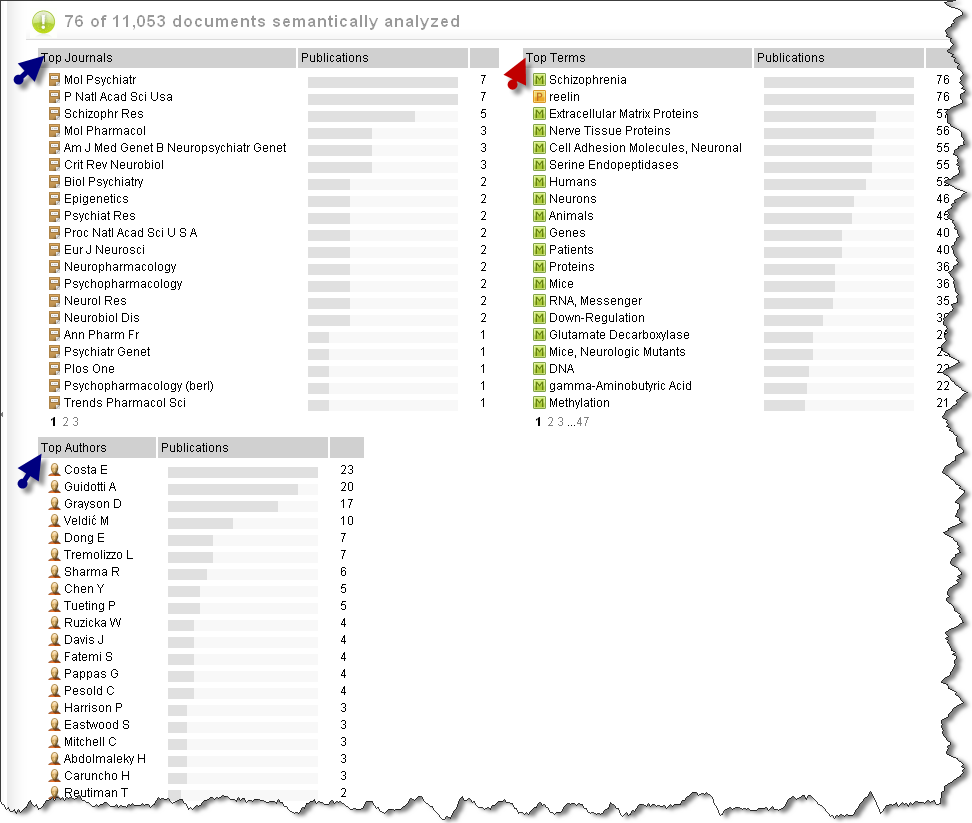 76 of 11,053 documents semantically analyzed
Top Journals Publications
Mol Psychiatr 7
P Natl Acad Sci Usa 7
Schizophr Res 5
Mol Pharmacol 3
Am J Med Genet B Neuropsychiatr Genet 3
Crit Rev Neurobiol 3
Biol Psychiatry 2
Epigenetics 2
Psychiat Res 2
Proc Natl Acad Sci U S A 2
Eur J Neurosci 2
Neuropharmacology 2
Psychopharmacology 2
Neurol Res 2
Neurobiol Dis 2
Ann Pharm Fr 1
Psychiatr Genet 1
Plos One 1
Psychopharmacology (berl) 1
Trends Pharmacol Sci 1
1 2 3
Top Terms Publications
M Schizophrenia 76
P reelin 76
M Extracellular Matrix Proteins 57
M Nerve Tissue Proteins 56
M Cell Adhesion Molecules, Neuronal 55
M Serine Endopeptidases 55
M Humans 52
M Neurons 46
M Animals 45
M Genes 40
M Patients 40
M Proteins 36
M Mice 36
M RNA, Messenger 35
M Down-Regulation
M Glutamate Decarboxylase
M Mice, Neurologic Mutants
M DNA 22
M gamma-Aminobutyric Acid 22
M Methylation 21
1 2 3 ...47
Top Authors Publications
Costa E 23
Guidotti A 20
Grayson D 17
Veldić M 10
Dong E 7
Tremolizzo L 7
Sharma R 6
Chen Y 5
Tueting P 5
Ruzicka W 4
Davis J 4
Fatemi S 4
Pappas G 4
Pesold C 4
Harrison P 3
Eastwood S 3
Mitchell C 3
Abdolmaleky H 3
Caruncho H 3
Reutiman T 2